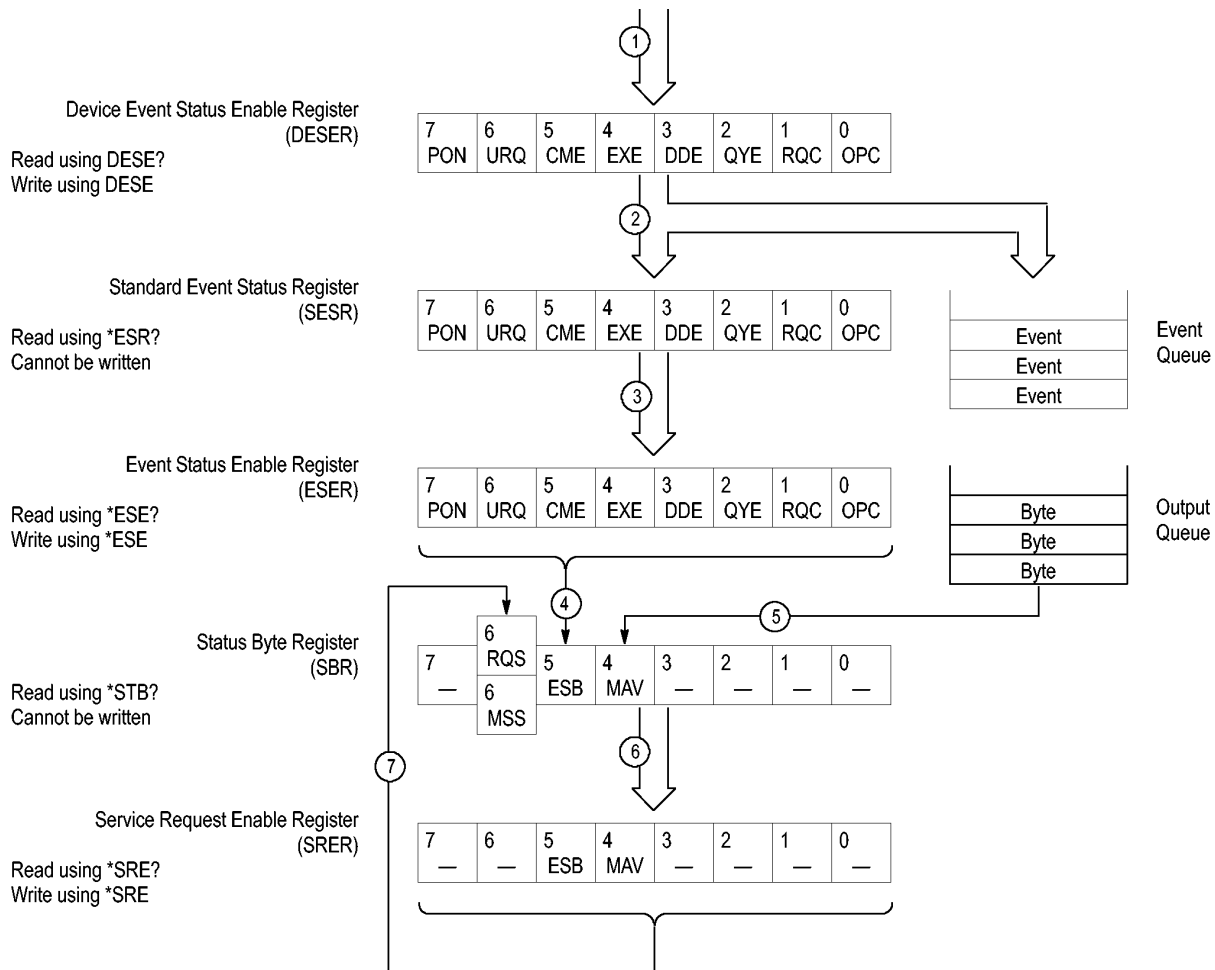 1
Device Event Status Enable Register
(DESER)
Read using DESE?
Write using DESE
7 6 5 4 3 2 1 0
PON URQ CME EXE DDE QYE RQC OPC
2
Standard Event Status Register
(SESR)
Read using *ESR?
Cannot be written
7 6 5 4 3 2 1 0
PON URQ CME EXE DDE QYE RQC OPC
Event
Event
Event
Event
Queue
3
Event Status Enable Register
(ESER)
Read using *ESE?
Write using *ESE
7 6 5 4 3 2 1 0
PON URQ CME EXE DDE QYE RQC OPC
Byte
Byte
Byte
Output
Queue
4
5
Status Byte Register
(SBR)
Read using *STB?
Cannot be written
6
RQS
7 5 4 3 2 1 0
— ESB MAV — — — —
6
MSS
6
7
Service Request Enable Register
(SRER)
Read using *SRE?
Write using *SRE
7 6 5 4 3 2 1 0
— — ESB MAV — — — —